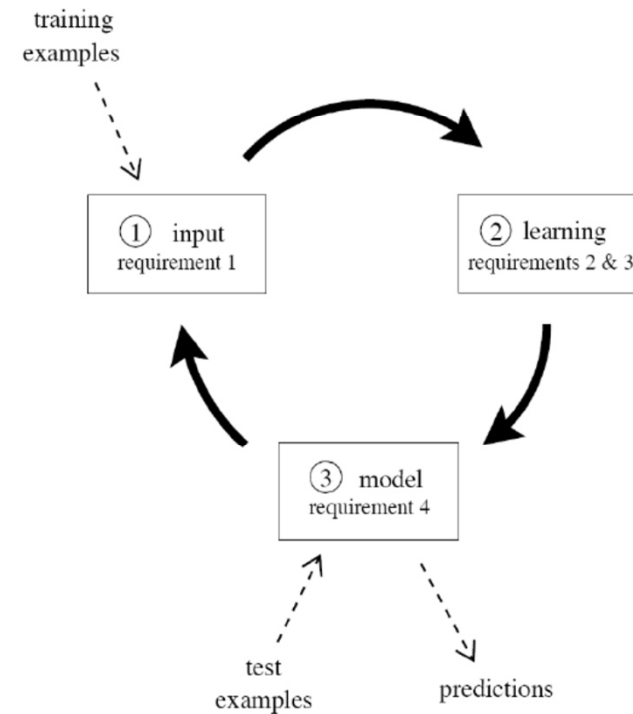 training
examples
① input
requirement 1
② learning
requirements 2 & 3
③ model
requirement 4
test
examples
predictions